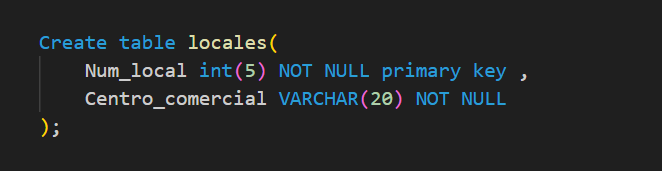 Create table locales(
    Num_local int(5) NOT NULL primary key ,
    Centro_comercial VARCHAR(20) NOT NULL
);